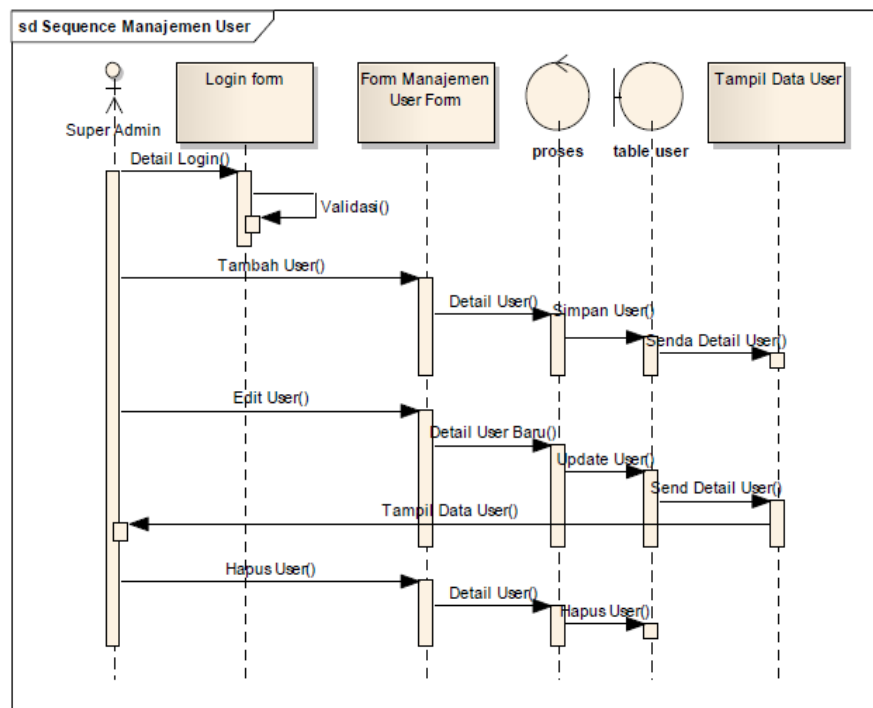 sd Sequence Manajemen User
Super Admin
Login form
Form Manajemen
User Form
proses
table user
Tampil Data User
Detail Login()
Validasi()
Tambah User()
Detail User()
Simpan User()
Senda Detail User()
Edit User()
Detail User Baru()
Update User()
Send Detail User()
Tampil Data User()
Hapus User()
Detail User()
Hapus User()